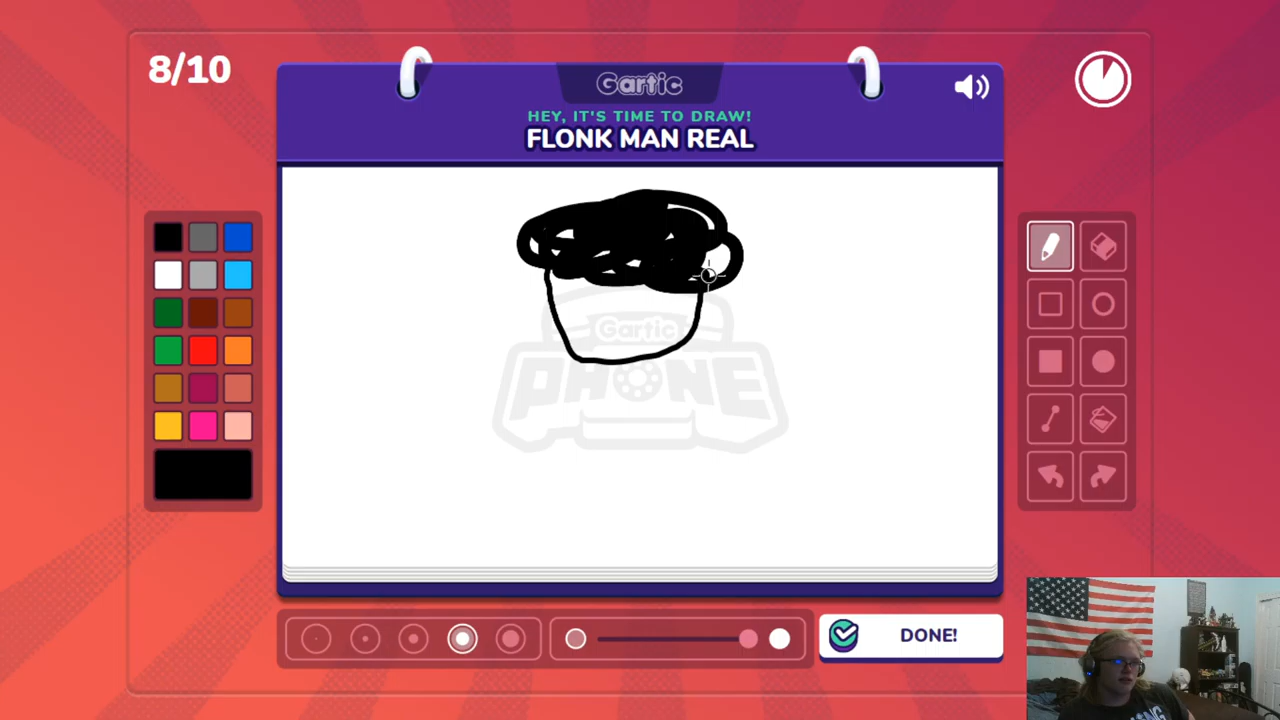 8/10
Gartic
HEY, IT'S TIME TO DRAW!
FLONK MAN REAL
Gartic
PHONE
DONE!